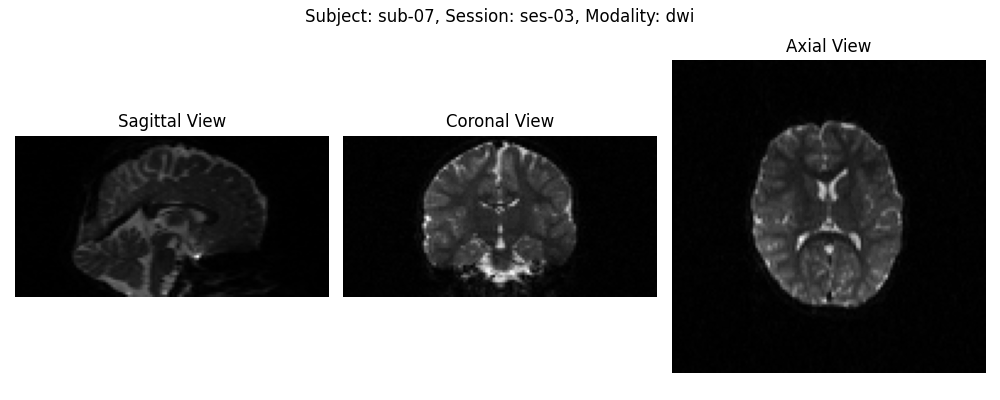 Subject: sub-07, Session: ses-03, Modality: dwi
Sagittal View
Coronal View
Axial View